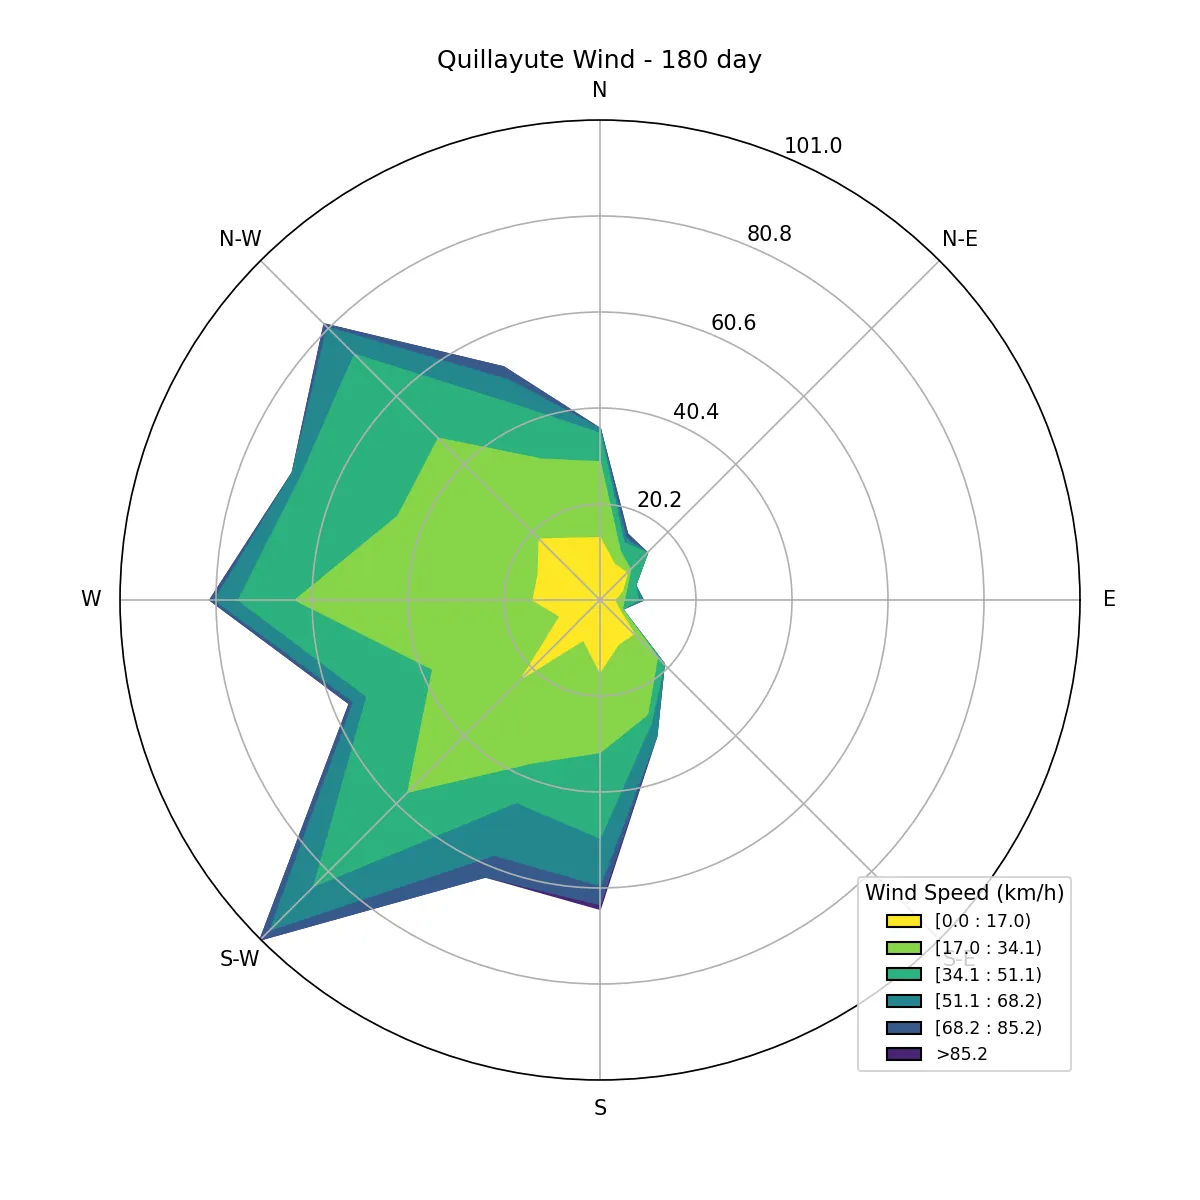 Quillayute Wind - 180 day
N
101.0
N-W
N-E
80.8
60.6
40.4
20.2
W
E
S-W
S-E
S
Wind Speed (km/h)
[0.0 : 17.0)
[17.0 : 34.1)
[34.1 : 51.1)
[51.1 : 68.2)
[68.2 : 85.2)
>85.2